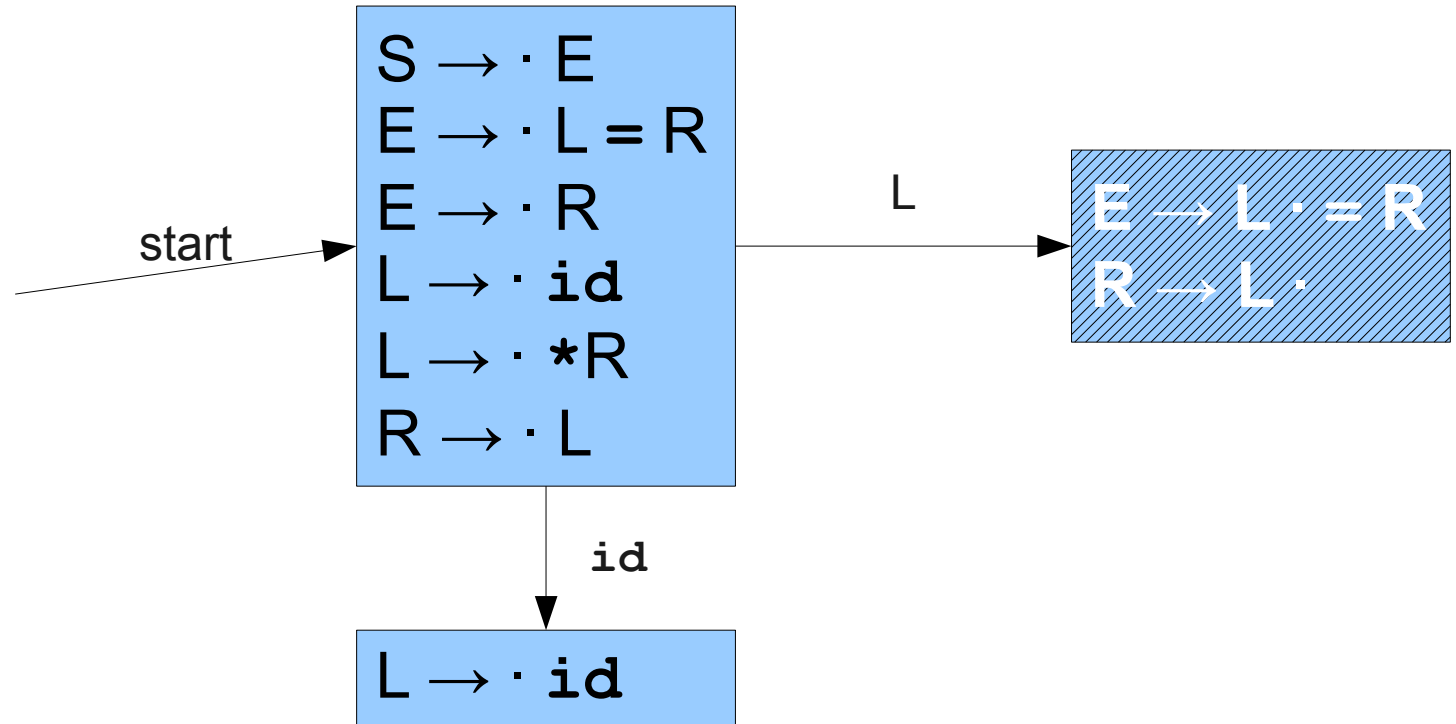 S → · E
E → · L = R
E → · R
L → · id
L → · *R
R → · L
start
L
E → L · = R
R → L ·
id
L → · id